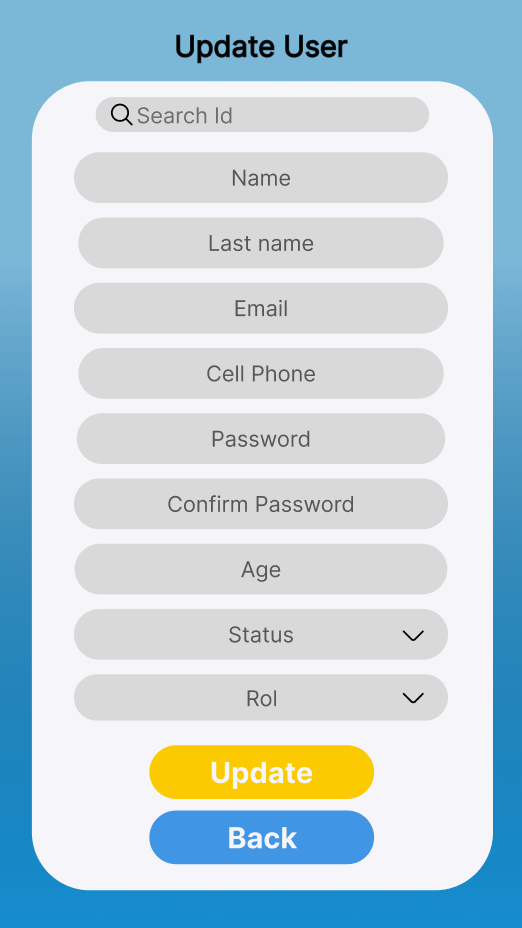 Update User
Search Id
Name
Last name
Email
Cell Phone
Password
Confirm Password
Age
Status
Rol
Update
Back